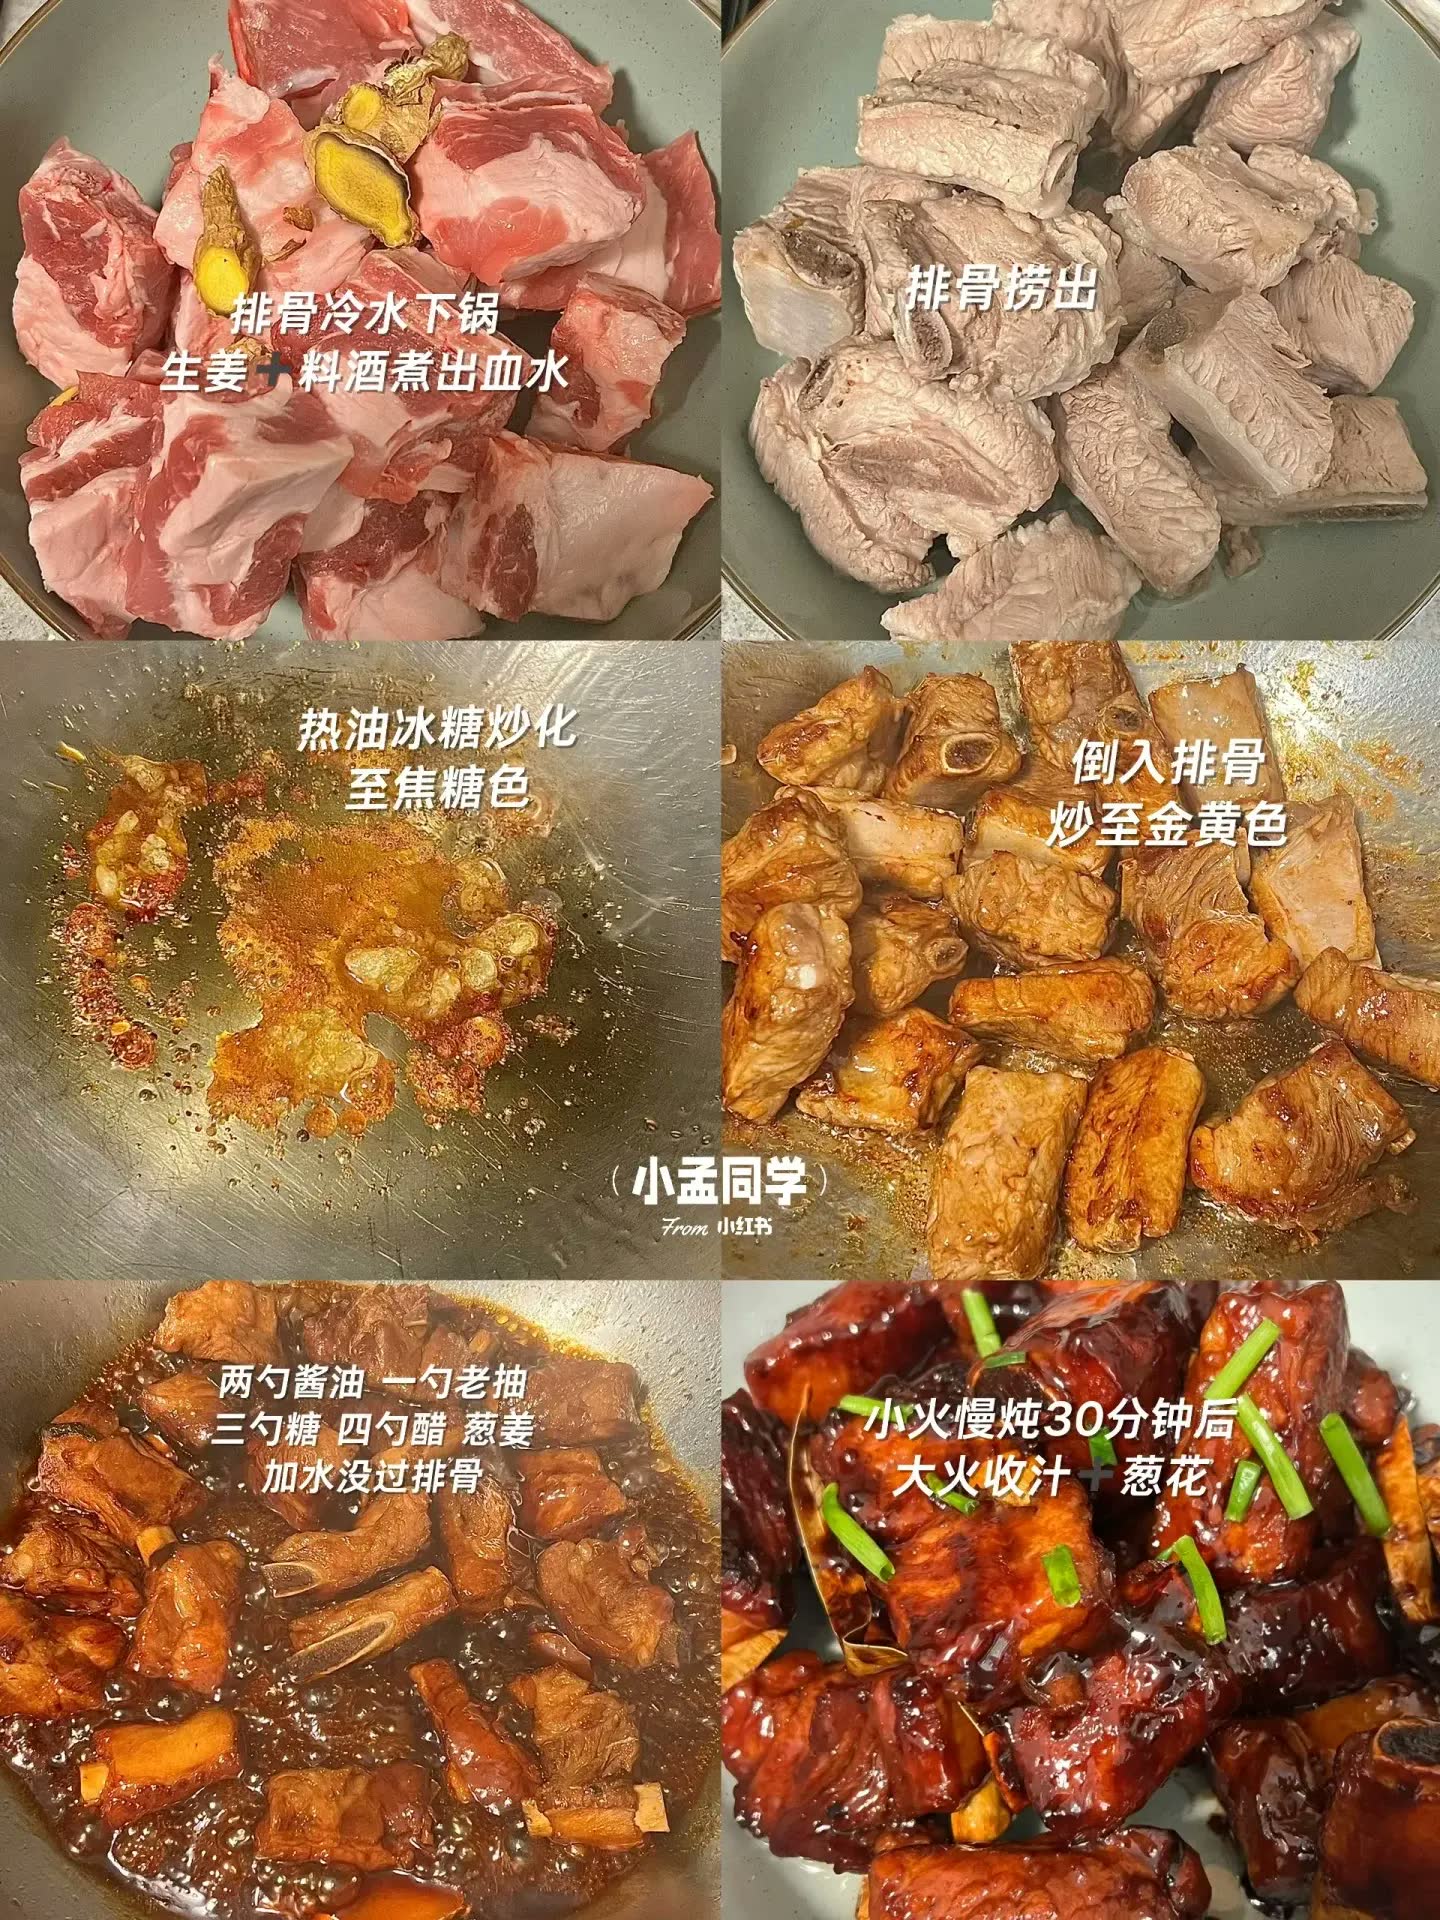 排骨冷水下锅
生姜➕料酒煮出血水
排骨捞出
热油冰糖炒化
至焦糖色
倒入排骨
炒至金黄色
小孟同学
From 小红书
两勺酱油 一勺老抽
三勺糖 四勺醋 葱姜
加水没过排骨
小火慢炖30分钟后
大火收汁➕葱花